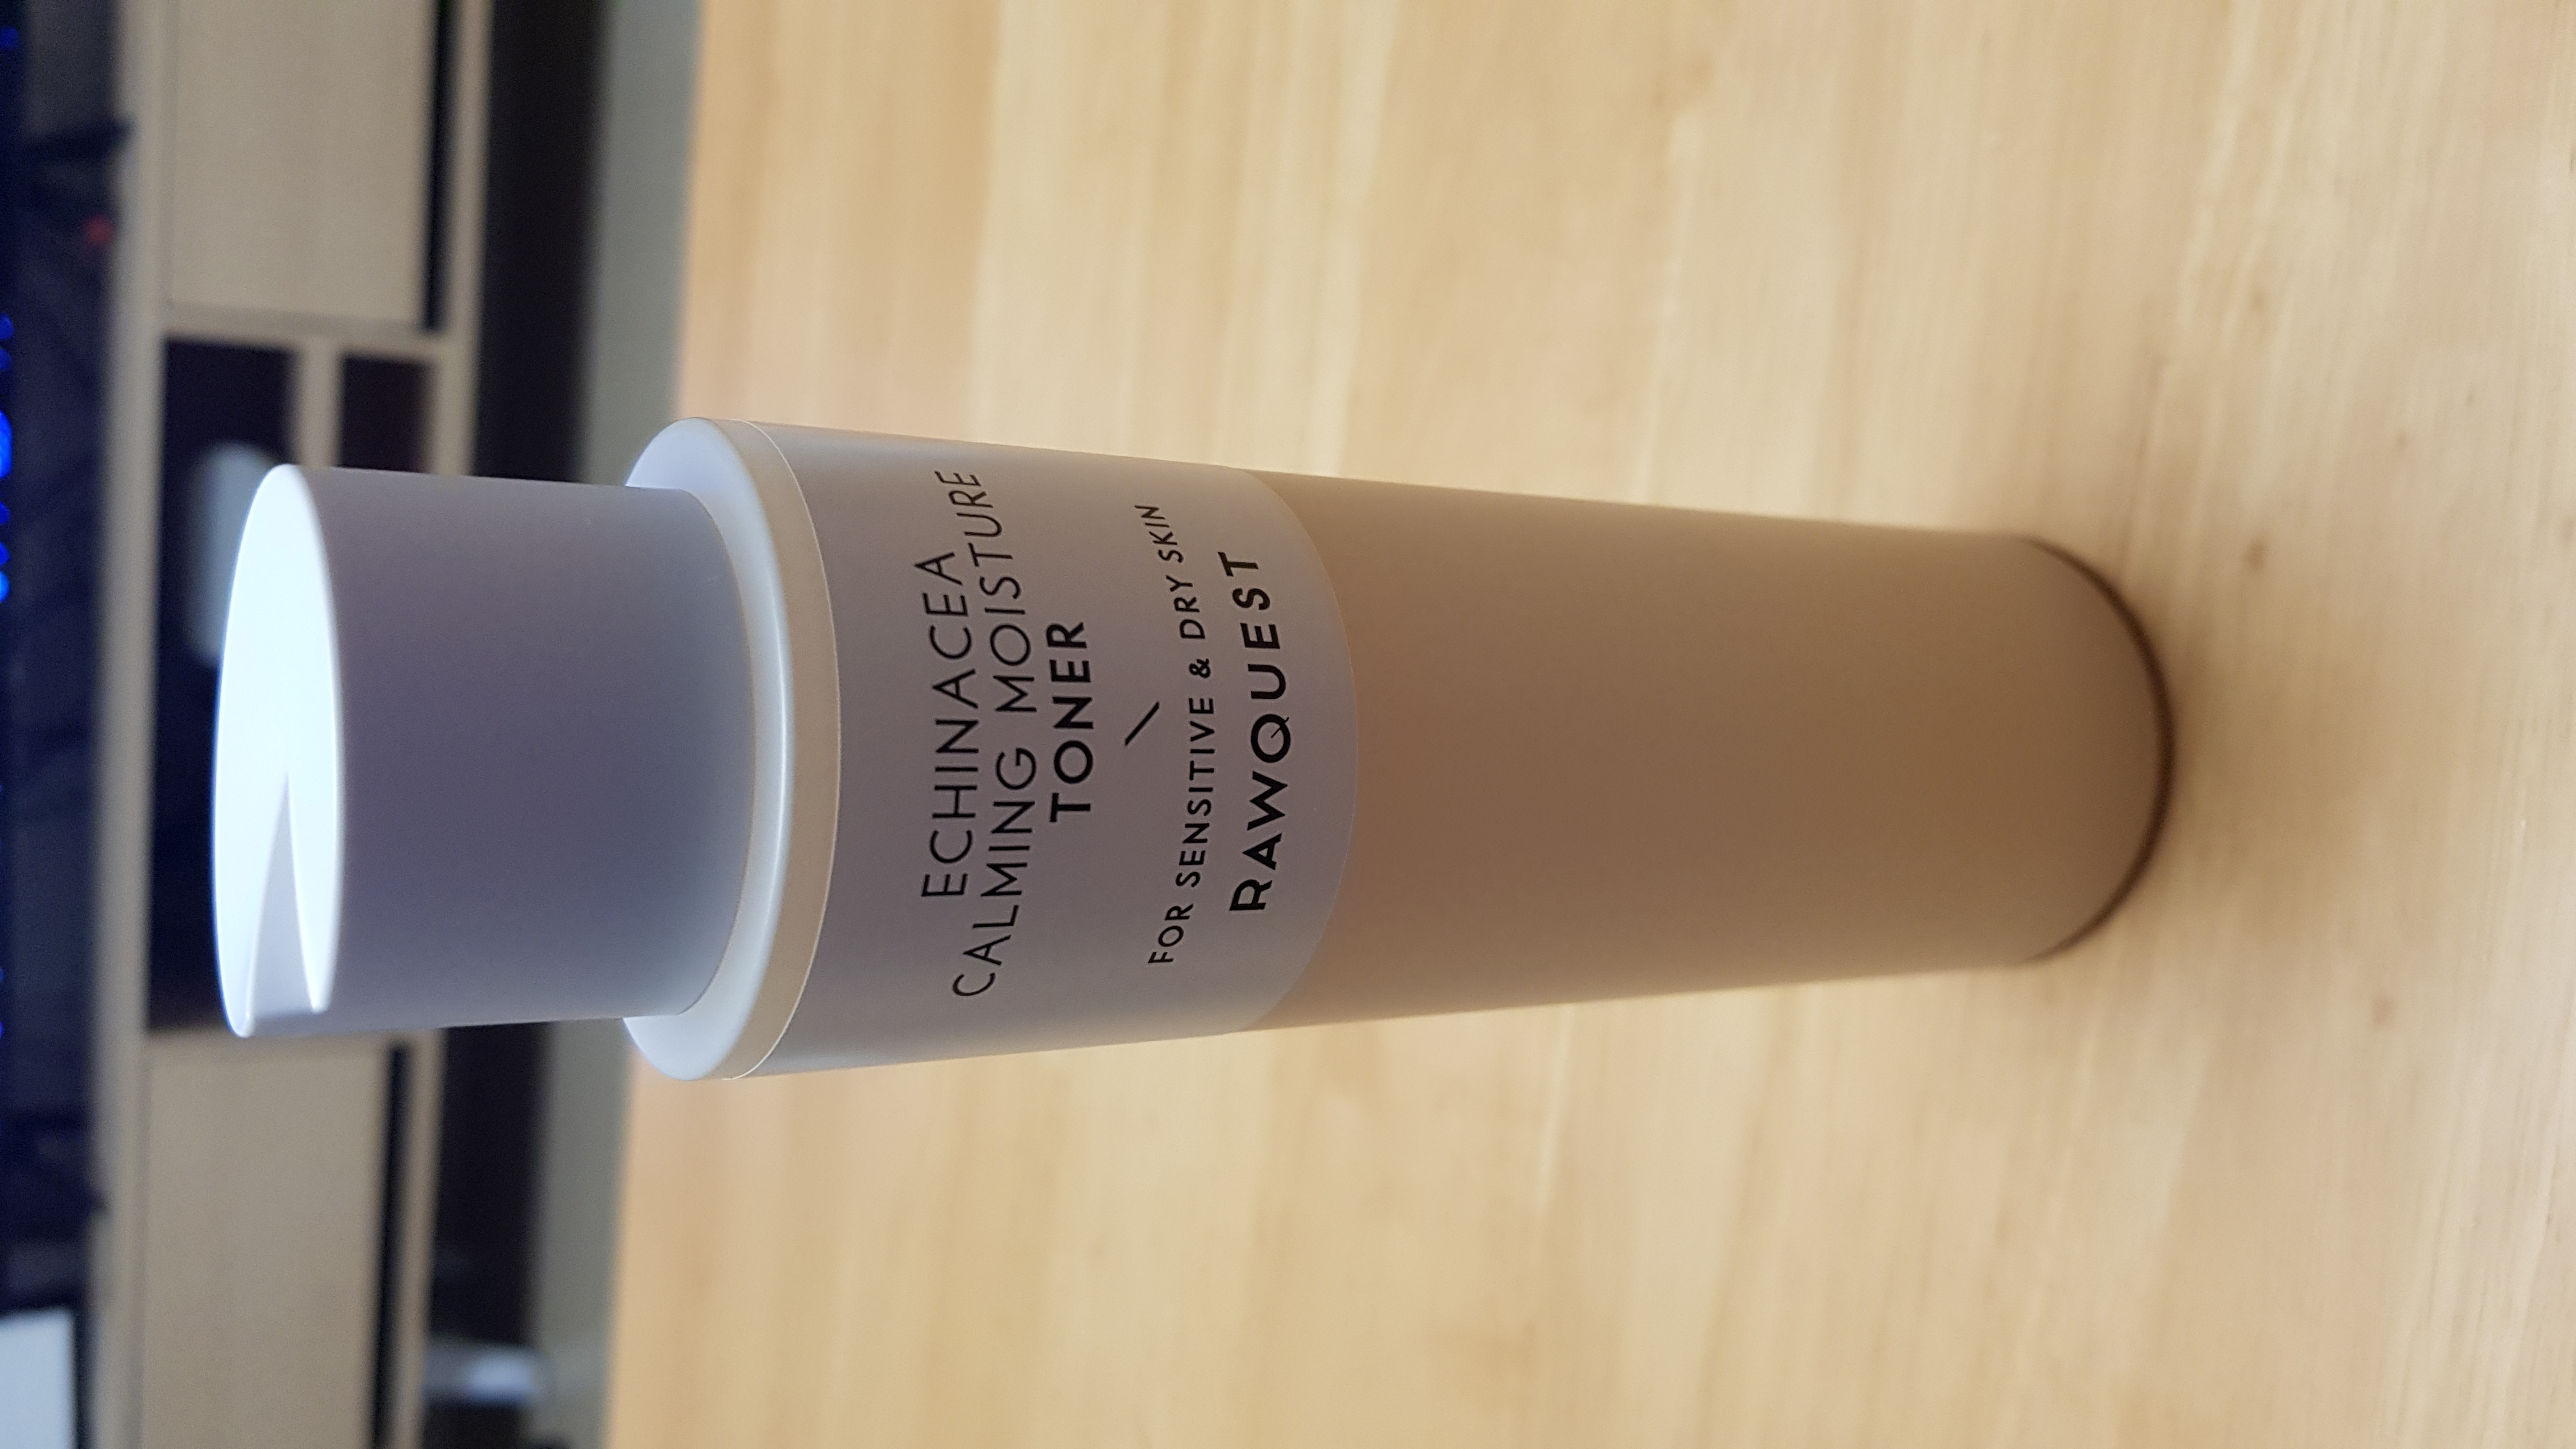 ECHINACEA
CALMING MOISTURE
TONER
FOR SENSITIVE & DRY SKIN
RAWQUEST